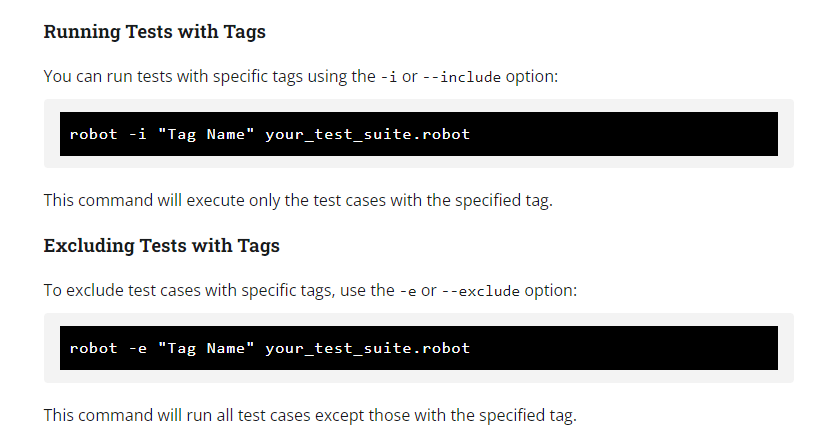 Running Tests with Tags
You can run tests with specific tags using the -i or --include option:
robot -i "Tag Name" your_test_suite.robot
This command will execute only the test cases with the specified tag.
Excluding Tests with Tags
To exclude test cases with specific tags, use the -e or --exclude option:
robot -e "Tag Name" your_test_suite.robot
This command will run all test cases except those with the specified tag.